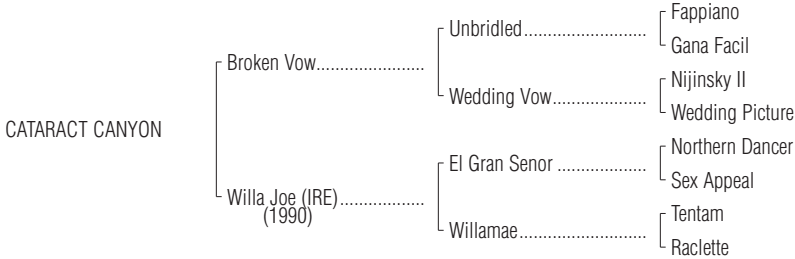 Fappiano
Unbridled..........................
Gana Facil
Broken Vow.......................
Nijinsky II
Wedding Vow....................
Wedding Picture
CATARACT CANYON
Northern Dancer
El Gran Senor ...................
Sex Appeal
Willa Joe (IRE)..................
(1990)
Tentam
Willamae...........................
Raclette